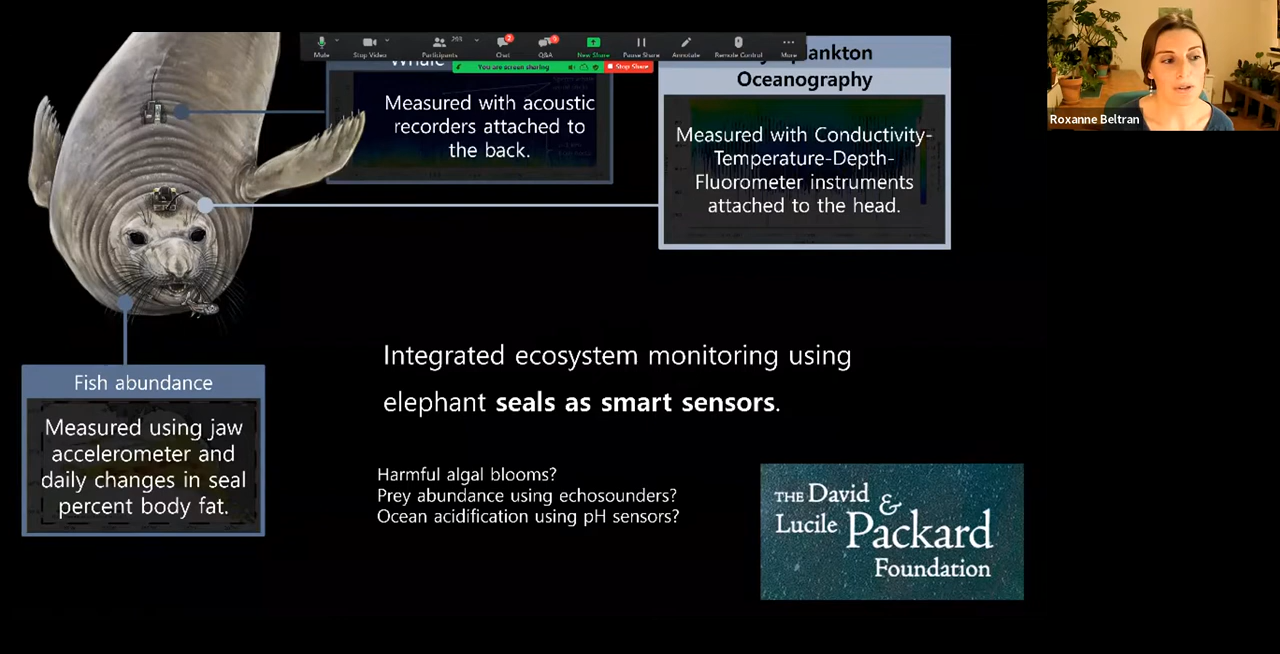 Mute
Stop Video
Participants
Chat
2
Q&A
New Share
Pause Share
Annotate
Remote Control
More
You are screen sharing
Stop Share
Measured with acoustic
recorders attached to
the back.
Oceanography
Measured with Conductivity-
Temperature-Depth-
Fluorometer instruments
attached to the head.
Roxanne Beltran
Fish abundance
Measured using jaw
accelerometer and
daily changes in seal
percent body fat.
Integrated ecosystem monitoring using
elephant seals as smart sensors.
Harmful algal blooms?
Prey abundance using echosounders?
Ocean acidification using pH sensors?
THE David &
Lucile Packard
Foundation